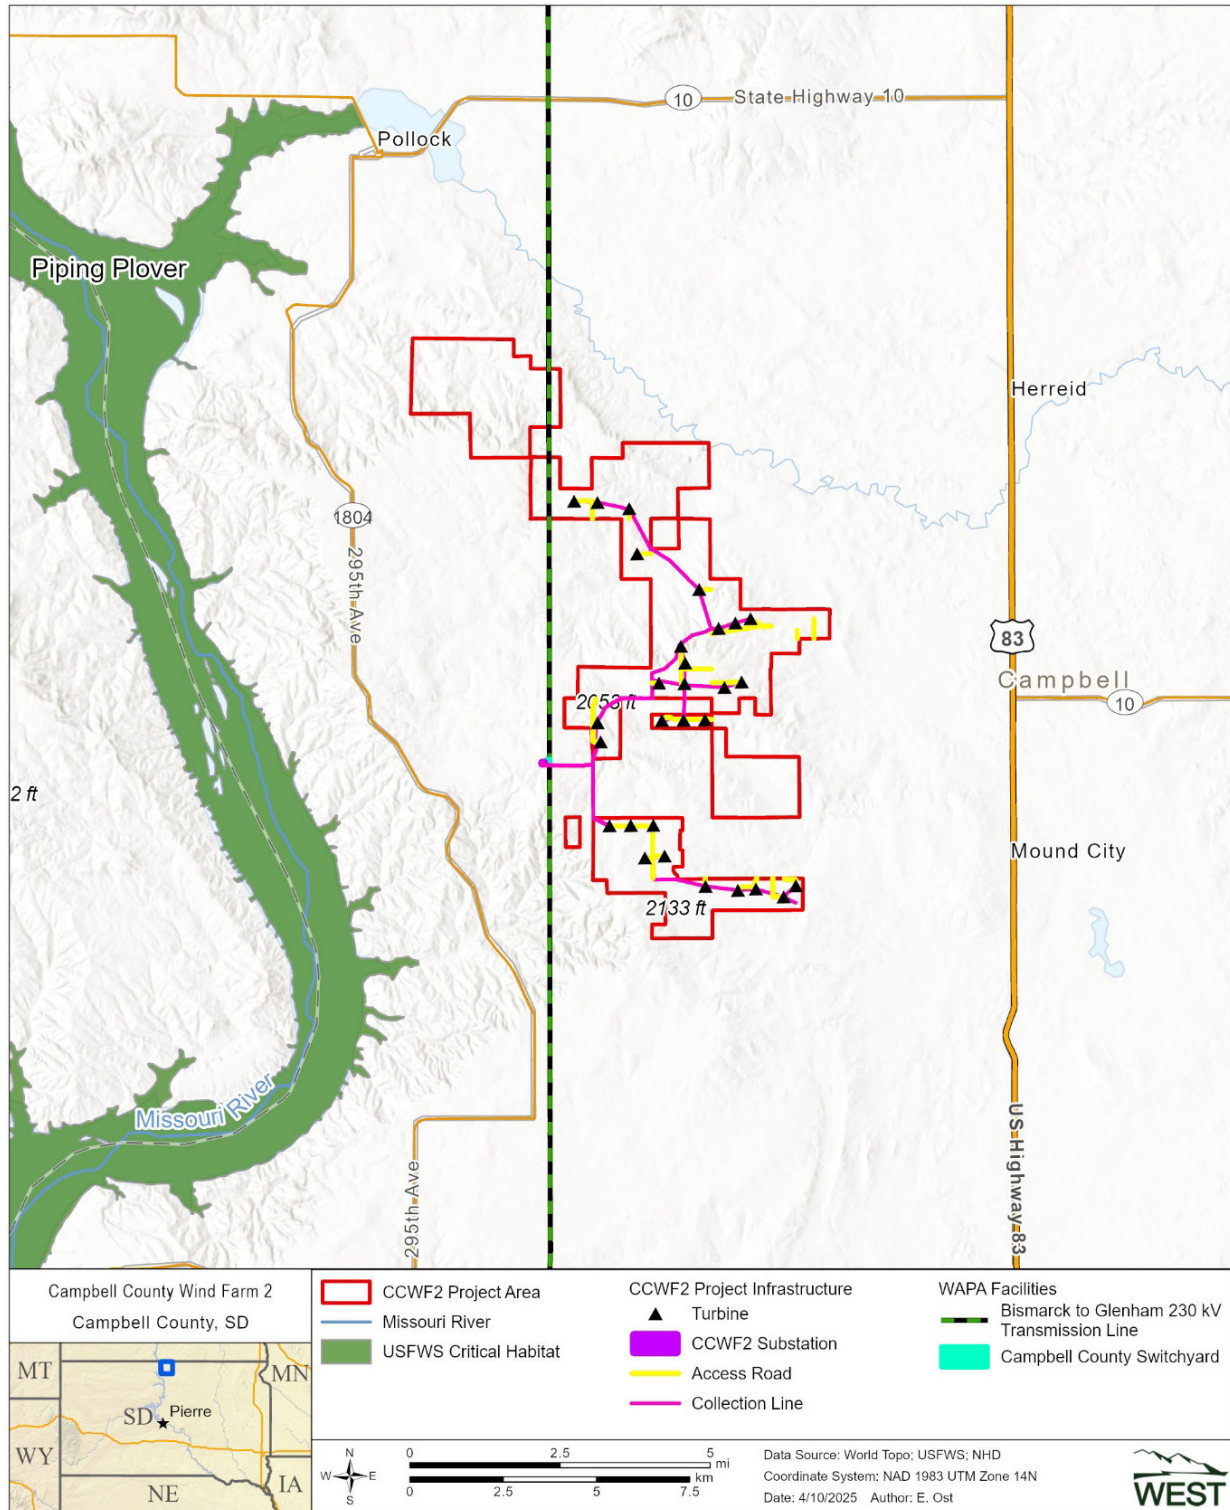 10
State Highway 10
Pollock
Piping Plover
Herreid
1804
295th Ave
83
Campbell
10
2053 ft
2 ft
Mound City
2133 ft
Missouri River
295th Ave
US Highway 83
Campbell County Wind Farm 2
Campbell County, SD
MT
MN
SD
Pierre
WY
NE
IA
CCWF2 Project Area
Missouri River
USFWS Critical Habitat
CCWF2 Project Infrastructure
Turbine
CCWF2 Substation
Access Road
Collection Line
WAPA Facilities
Bismarck to Glenham 230 kV
Transmission Line
Campbell County Switchyard
N
W E
S
0 2.5 5
mi
km
0 2.5 5 7.5
Data Source: World Topo; USFWS; NHD
Coordinate System: NAD 1983 UTM Zone 14N
Date: 4/10/2025 Author: E. Ost
WEST